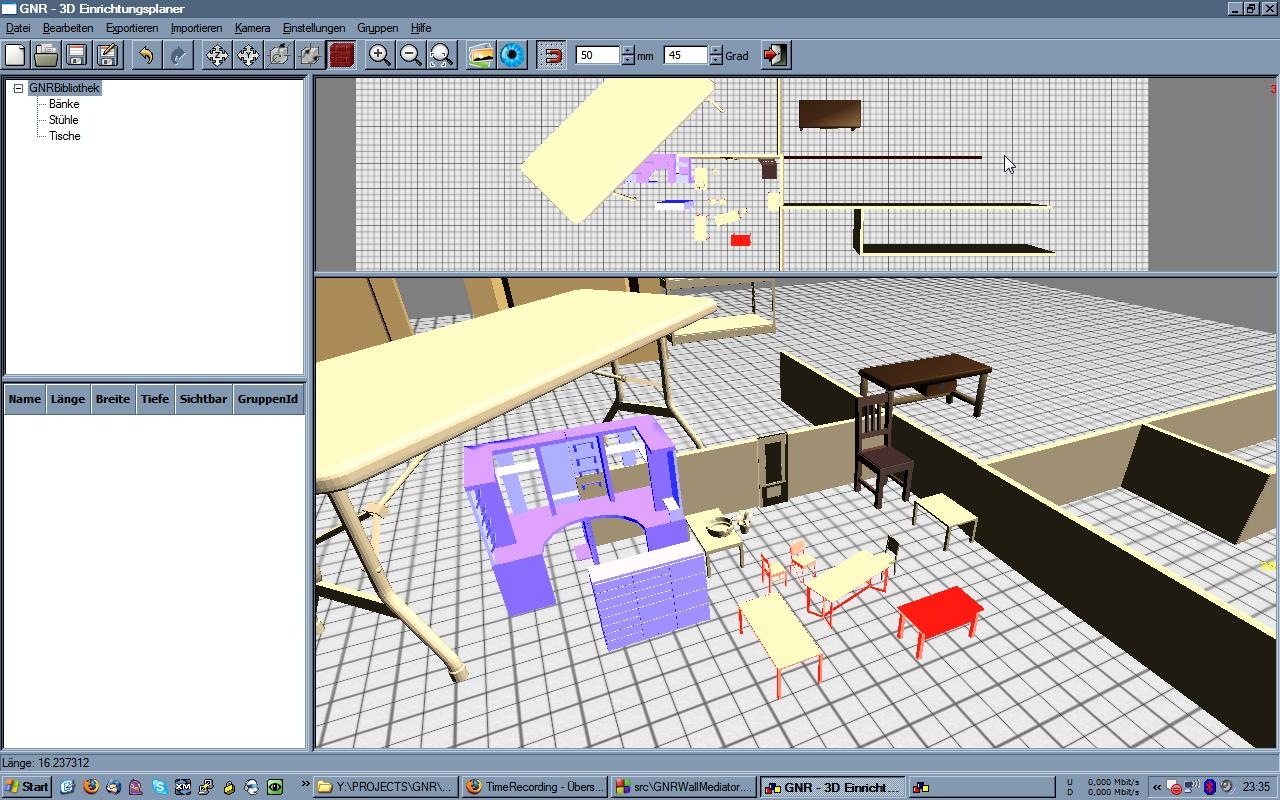 GNR - 3D Einrichtungsplaner
Datei Bearbeiten Exportieren Importieren Kamera Einstellungen Gruppen Hilfe
50 mm 45 Grad
GNRBibliothek
Bänke
Stühle
Tische
3
Name Länge Breite Tiefe Sichtbar GruppenId
Länge: 16.237312
Start » Y:\PROJECTS\GNR\... TimeRecording - Übers... src\GNRWallMediator.... GNR - 3D Einricht... U 0,000 Mbit/s « 23:35
D 0,000 Mbit/s